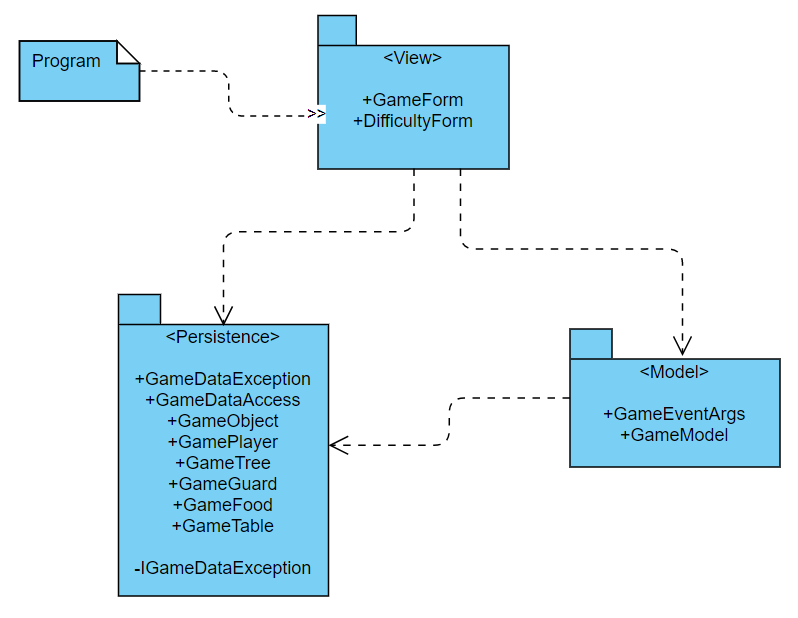 Program
<View>
+GameForm
+DifficultyForm
<Persistence>
+GameDataException
+GameDataAccess
+GameObject
+GamePlayer
+GameTree
+GameGuard
+GameFood
+GameTable
-IGameDataException
<Model>
+GameEventArgs
+GameModel